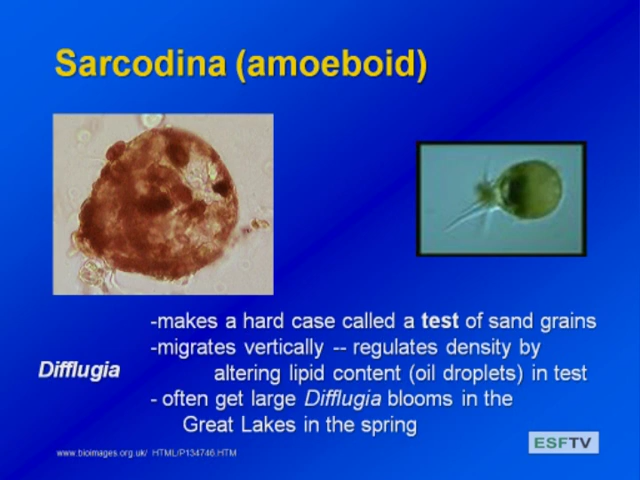 Sarcodina (amoeboid)
-makes a hard case called a test of sand grains
-migrates vertically -- regulates density by
altering lipid content (oil droplets) in test
- often get large Difflugia blooms in the
Great Lakes in the spring
Difflugia
www.bioimages.org.uk/ HTML/P134746.HTM
ESFTV